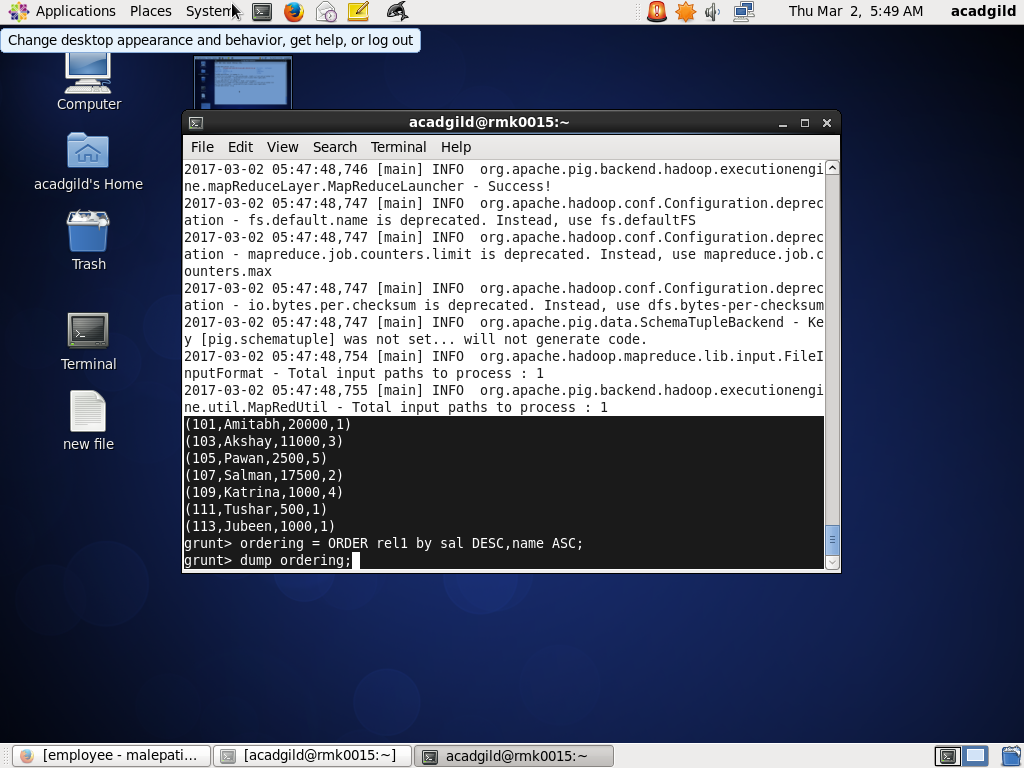 Applications Places System Thu Mar 2, 5:49 AM acadgild
Change desktop appearance and behavior, get help, or log out
Computer
acadgild's Home
Trash
Terminal
new file
acadgild@rmk0015:~
File Edit View Search Terminal Help
2017-03-02 05:47:48,746 [main] INFO  org.apache.pig.backend.hadoop.executionengi
ne.mapReduceLayer.MapReduceLauncher - Success!
2017-03-02 05:47:48,747 [main] INFO  org.apache.hadoop.conf.Configuration.deprec
ation - fs.default.name is deprecated. Instead, use fs.defaultFS
2017-03-02 05:47:48,747 [main] INFO  org.apache.hadoop.conf.Configuration.deprec
ation - mapreduce.job.counters.limit is deprecated. Instead, use mapreduce.job.c
ounters.max
2017-03-02 05:47:48,747 [main] INFO  org.apache.hadoop.conf.Configuration.deprec
ation - io.bytes.per.checksum is deprecated. Instead, use dfs.bytes-per-checksum
2017-03-02 05:47:48,747 [main] INFO  org.apache.pig.data.SchemaTupleBackend - Ke
y [pig.schematuple] was not set... will not generate code.
2017-03-02 05:47:48,754 [main] INFO  org.apache.hadoop.mapreduce.lib.input.FileI
nputFormat - Total input paths to process : 1
2017-03-02 05:47:48,755 [main] INFO  org.apache.pig.backend.hadoop.executionengi
ne.util.MapRedUtil - Total input paths to process : 1
(101,Amitabh,20000,1)
(103,Akshay,11000,3)
(105,Pawan,2500,5)
(107,Salman,17500,2)
(109,Katrina,1000,4)
(111,Tushar,500,1)
(113,Jubeen,1000,1)
grunt> ordering = ORDER rel1 by sal DESC,name ASC;
grunt> dump ordering;
[employee - malepati... [acadgild@rmk0015:~] acadgild@rmk0015:~